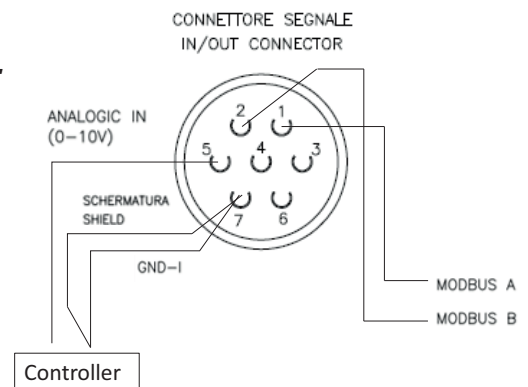 CONNETTORE SEGNALE
IN/OUT CONNECTOR
ANALOGIC IN
(0-10V)
2
1
5
4
3
SCHERMATURA
SHIELD
7
6
GND-I
MODBUS A
MODBUS B
Controller